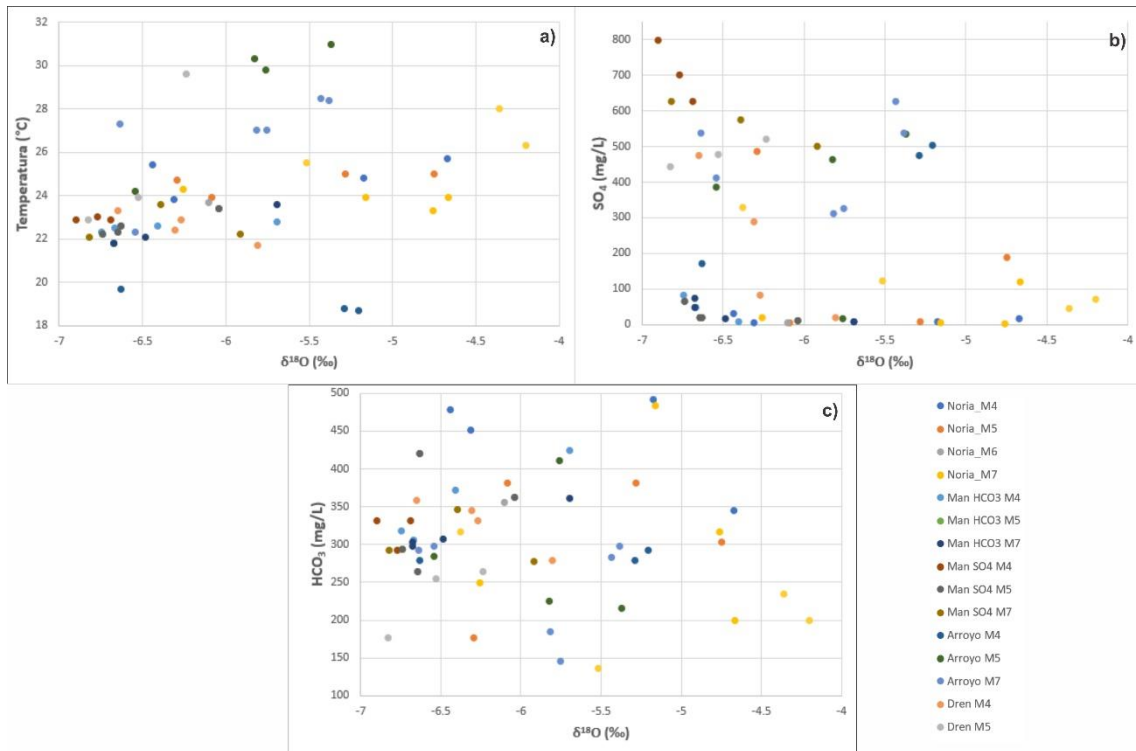 a)
32
30
28
26
24
22
20
18
Temperatura (°C)
-7
-6.5
-6
-5.5
-5
-4.5
-4
δ¹⁸O (‰)
b)
800
700
600
500
400
300
200
100
0
SO₄ (mg/L)
-7
-6.5
-6
-5.5
-5
-4.5
-4
δ¹⁸O (‰)
c)
500
450
400
350
300
250
200
150
100
HCO₃ (mg/L)
-7
-6.5
-6
-5.5
-5
-4.5
-4
δ¹⁸O (‰)
Noria_M4
Noria_M5
Noria_M6
Noria_M7
Man HCO3 M4
Man HCO3 M5
Man HCO3 M7
Man SO4 M4
Man SO4 M5
Man SO4 M7
Arroyo M4
Arroyo M5
Arroyo M7
Dren M4
Dren M5